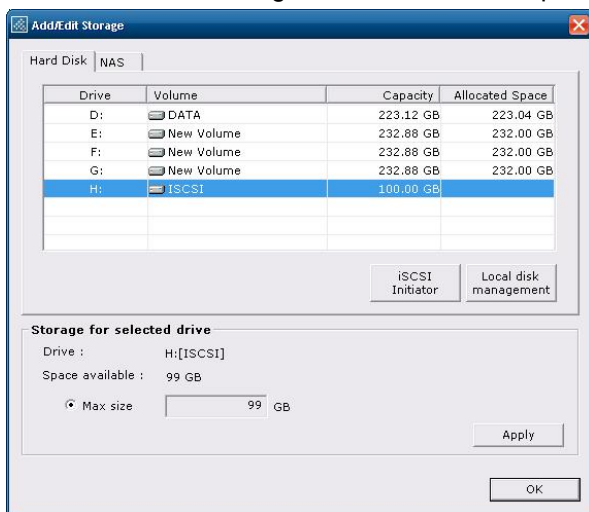 Add/Edit Storage
Hard Disk NAS
Drive Volume Capacity Allocated Space
D: DATA 223.12 GB 223.04 GB
E: New Volume 232.88 GB 232.00 GB
F: New Volume 232.88 GB 232.00 GB
G: New Volume 232.88 GB 232.00 GB
H: ISCSI 100.00 GB
iSCSI Initiator
Local disk management
Storage for selected drive
Drive : H:[ISCSI]
Space available : 99 GB
Max size 99 GB
Apply
OK